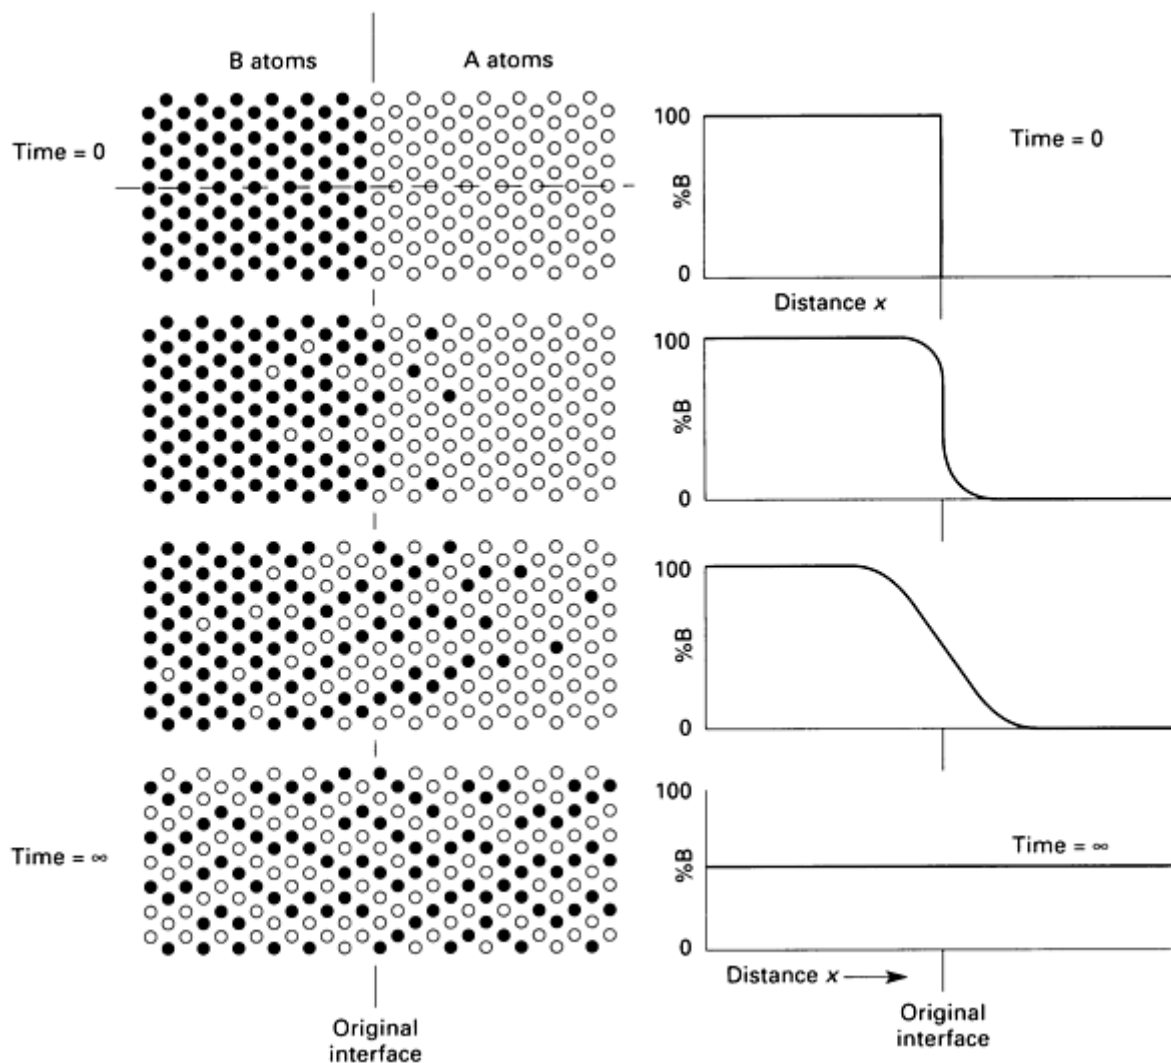 B atoms
A atoms
Time = 0
100
%B
0
Time = 0
Distance x
100
%B
0
100
%B
0
Time = ∞
100
%B
0
Time = ∞
Distance x
Original
interface
Original
interface